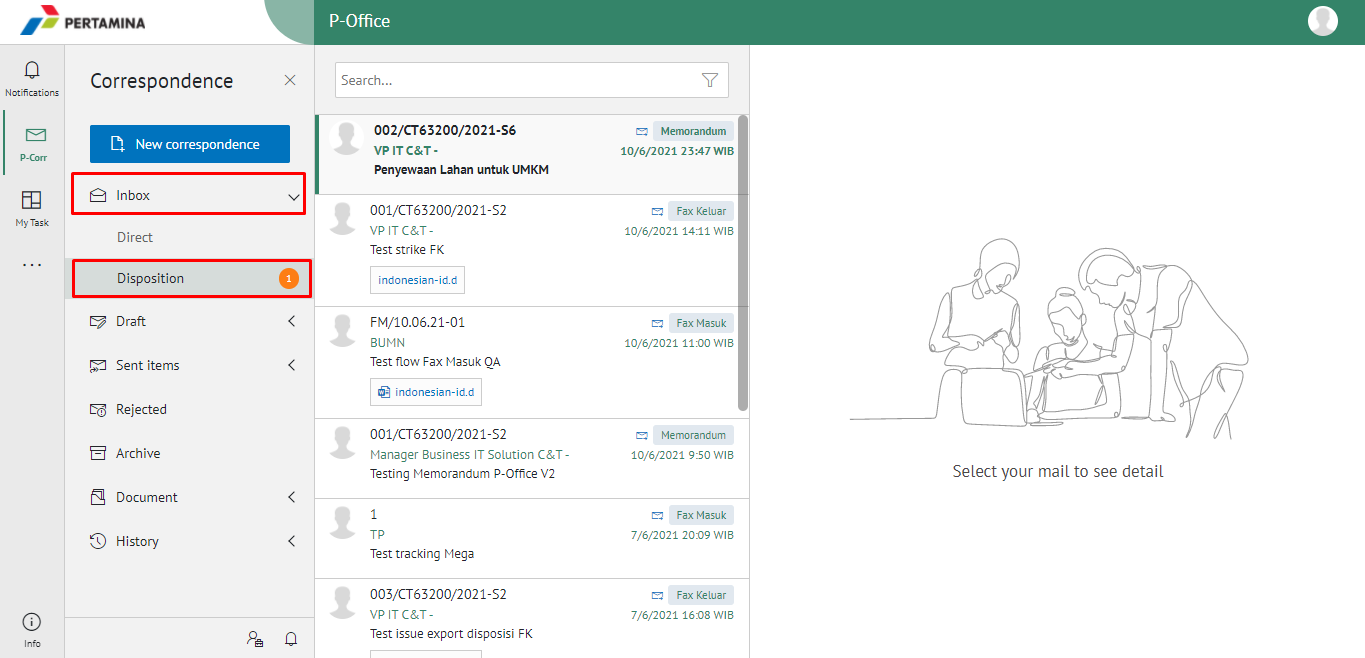 PERTAMINA
P-Office
Notifications
P-Corr
My Task
Info
Correspondence
New correspondence
Inbox
Direct
Disposition 1
Draft
Sent items
Rejected
Archive
Document
History
Search...
002/CT63200/2021-S6 Memorandum
VP IT C&T - 10/6/2021 23:47 WIB
Penyewaan Lahan untuk UMKM
001/CT63200/2021-S2 Fax Keluar
VP IT C&T - 10/6/2021 14:11 WIB
Test strike FK
indonesian-id.d
FM/10.06.21-01 Fax Masuk
BUMN 10/6/2021 11:00 WIB
Test flow Fax Masuk QA
indonesian-id.d
001/CT63200/2021-S2 Memorandum
Manager Business IT Solution C&T - 10/6/2021 9:50 WIB
Testing Memorandum P-Office V2
1 Fax Masuk
TP 7/6/2021 20:09 WIB
Test tracking Mega
003/CT63200/2021-S2 Fax Keluar
VP IT C&T - 7/6/2021 16:08 WIB
Test issue export disposisi FK
Select your mail to see detail